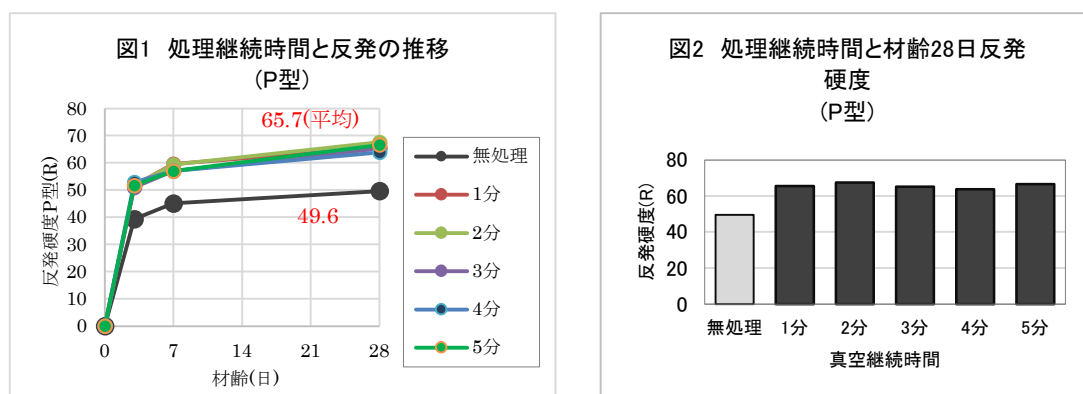 図1 処理継続時間と反発の推移
(P型)
80
70
60
50
40
30
20
10
0
0
7
14
21
28
反発硬度P型(R)
材齢(日)
65.7(平均)
49.6
無処理
1分
2分
3分
4分
5分
図2 処理継続時間と材齢28日反発
硬度
(P型)
80
60
40
20
0
反発硬度(R)
無処理
1分
2分
3分
4分
5分
真空継続時間